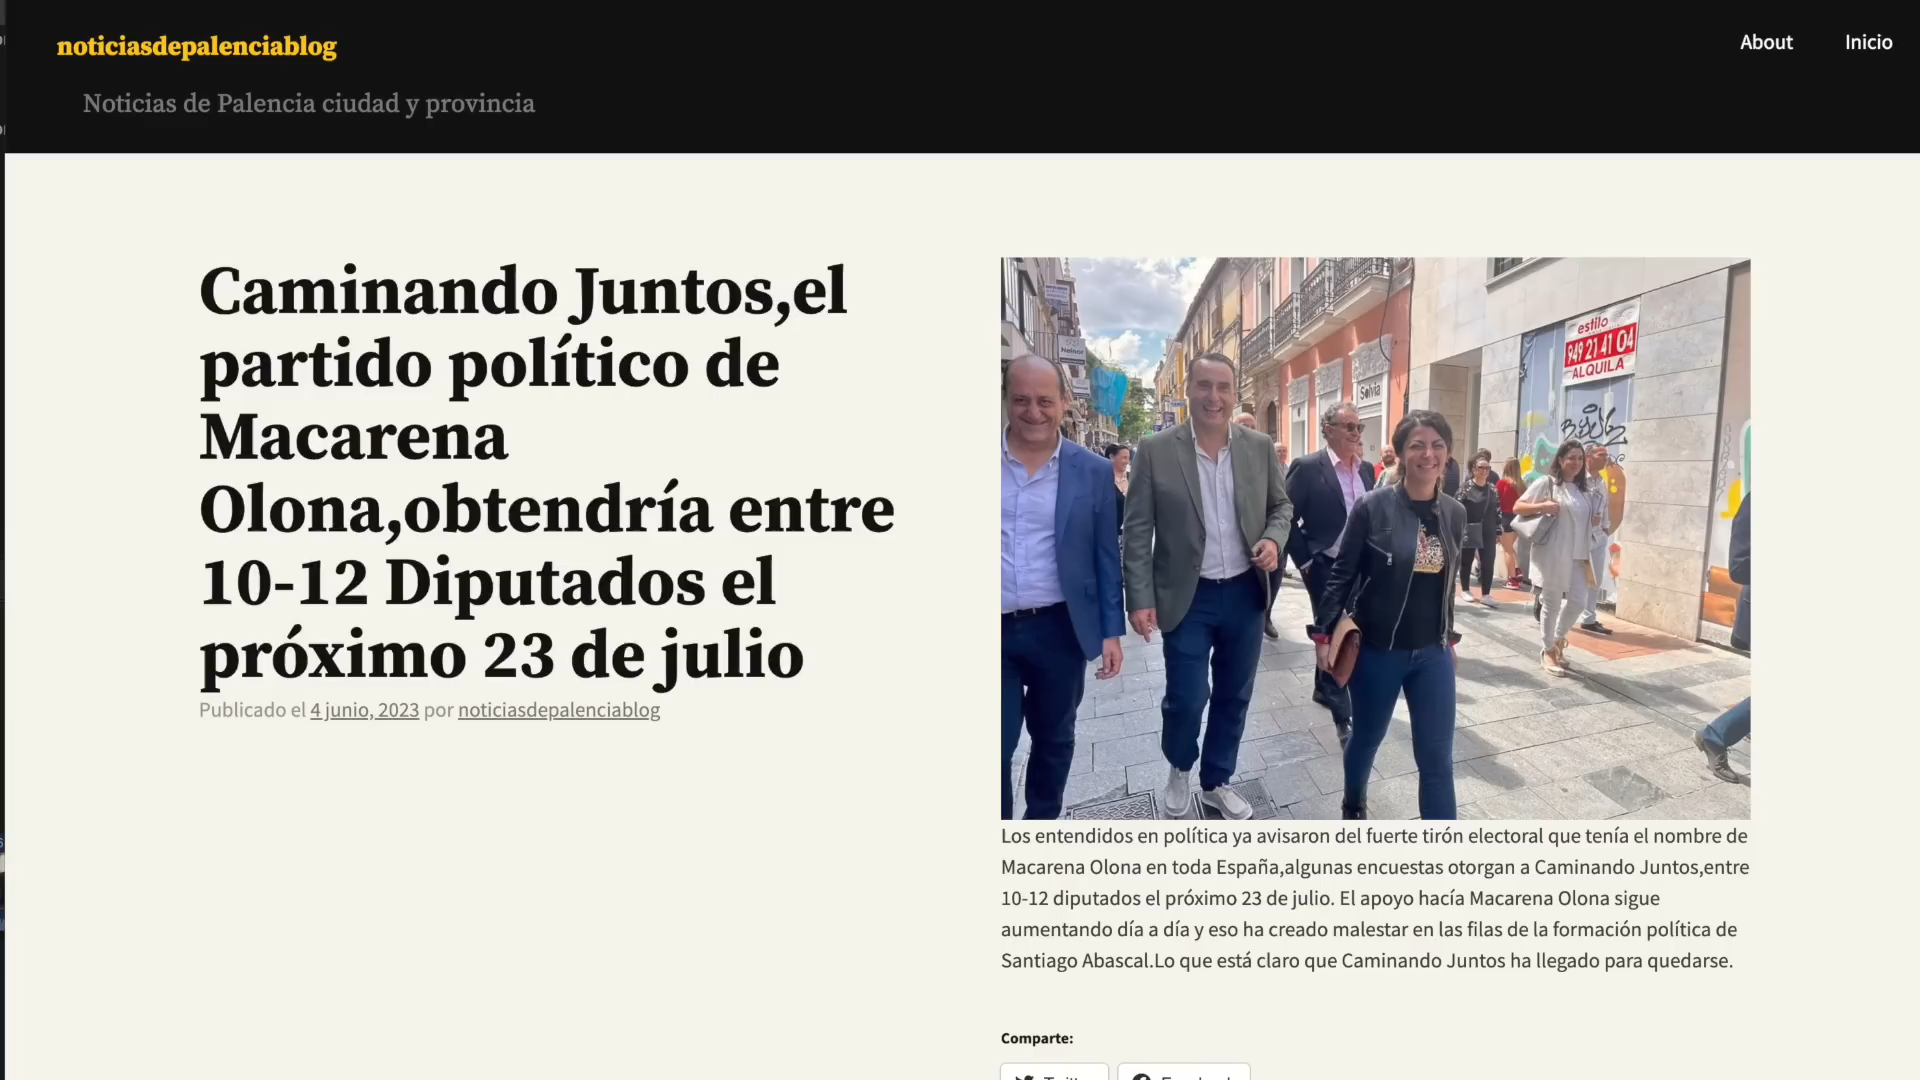 noticiasdepalenciablog
About
Inicio
Noticias de Palencia ciudad y provincia
Caminando Juntos,el
partido político de
Macarena
Olona,obtendría entre
10-12 Diputados el
próximo 23 de julio
Publicado el 4 junio, 2023 por noticiasdepalenciablog
Neinor
Solvia
estilo
949 21 41 04
ALQUILA
Los entendidos en política ya avisaron del fuerte tirón electoral que tenía el nombre de
Macarena Olona en toda España,algunas encuestas otorgan a Caminando Juntos,entre
10-12 diputados el próximo 23 de julio. El apoyo hacía Macarena Olona sigue
aumentando día a día y eso ha creado malestar en las filas de la formación política de
Santiago Abascal.Lo que está claro que Caminando Juntos ha llegado para quedarse.
Comparte: